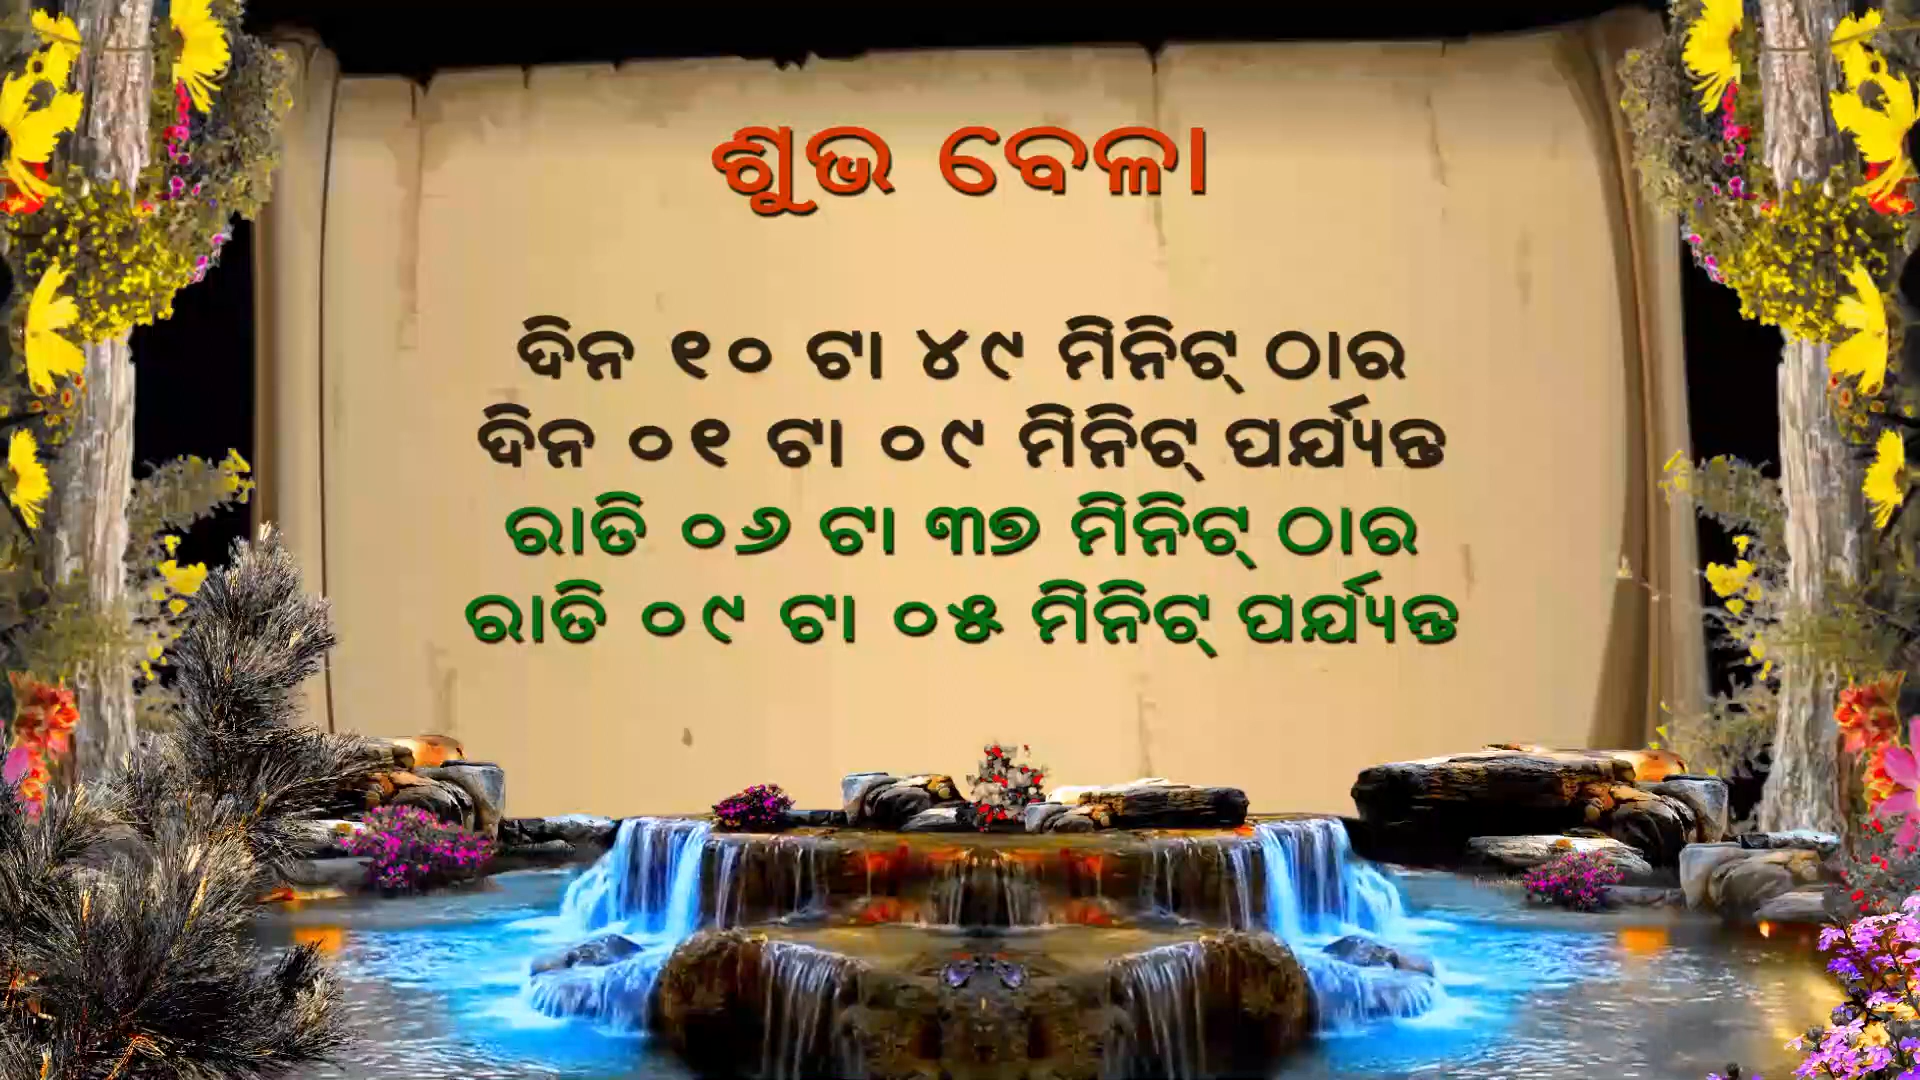 ଶୁଭ ବେଳା
ଦିନ ୧୦ ଟା ୪୯ ମିନିଟ୍ ଠାର
ଦିନ ୦୧ ଟା ୦୯ ମିନିଟ୍ ପର୍ଯ୍ୟନ୍ତ
ରାତି ୦୬ ଟା ୩୭ ମିନିଟ୍ ଠାର
ରାତି ୦୯ ଟା ୦୫ ମିନିଟ୍ ପର୍ଯ୍ୟନ୍ତ